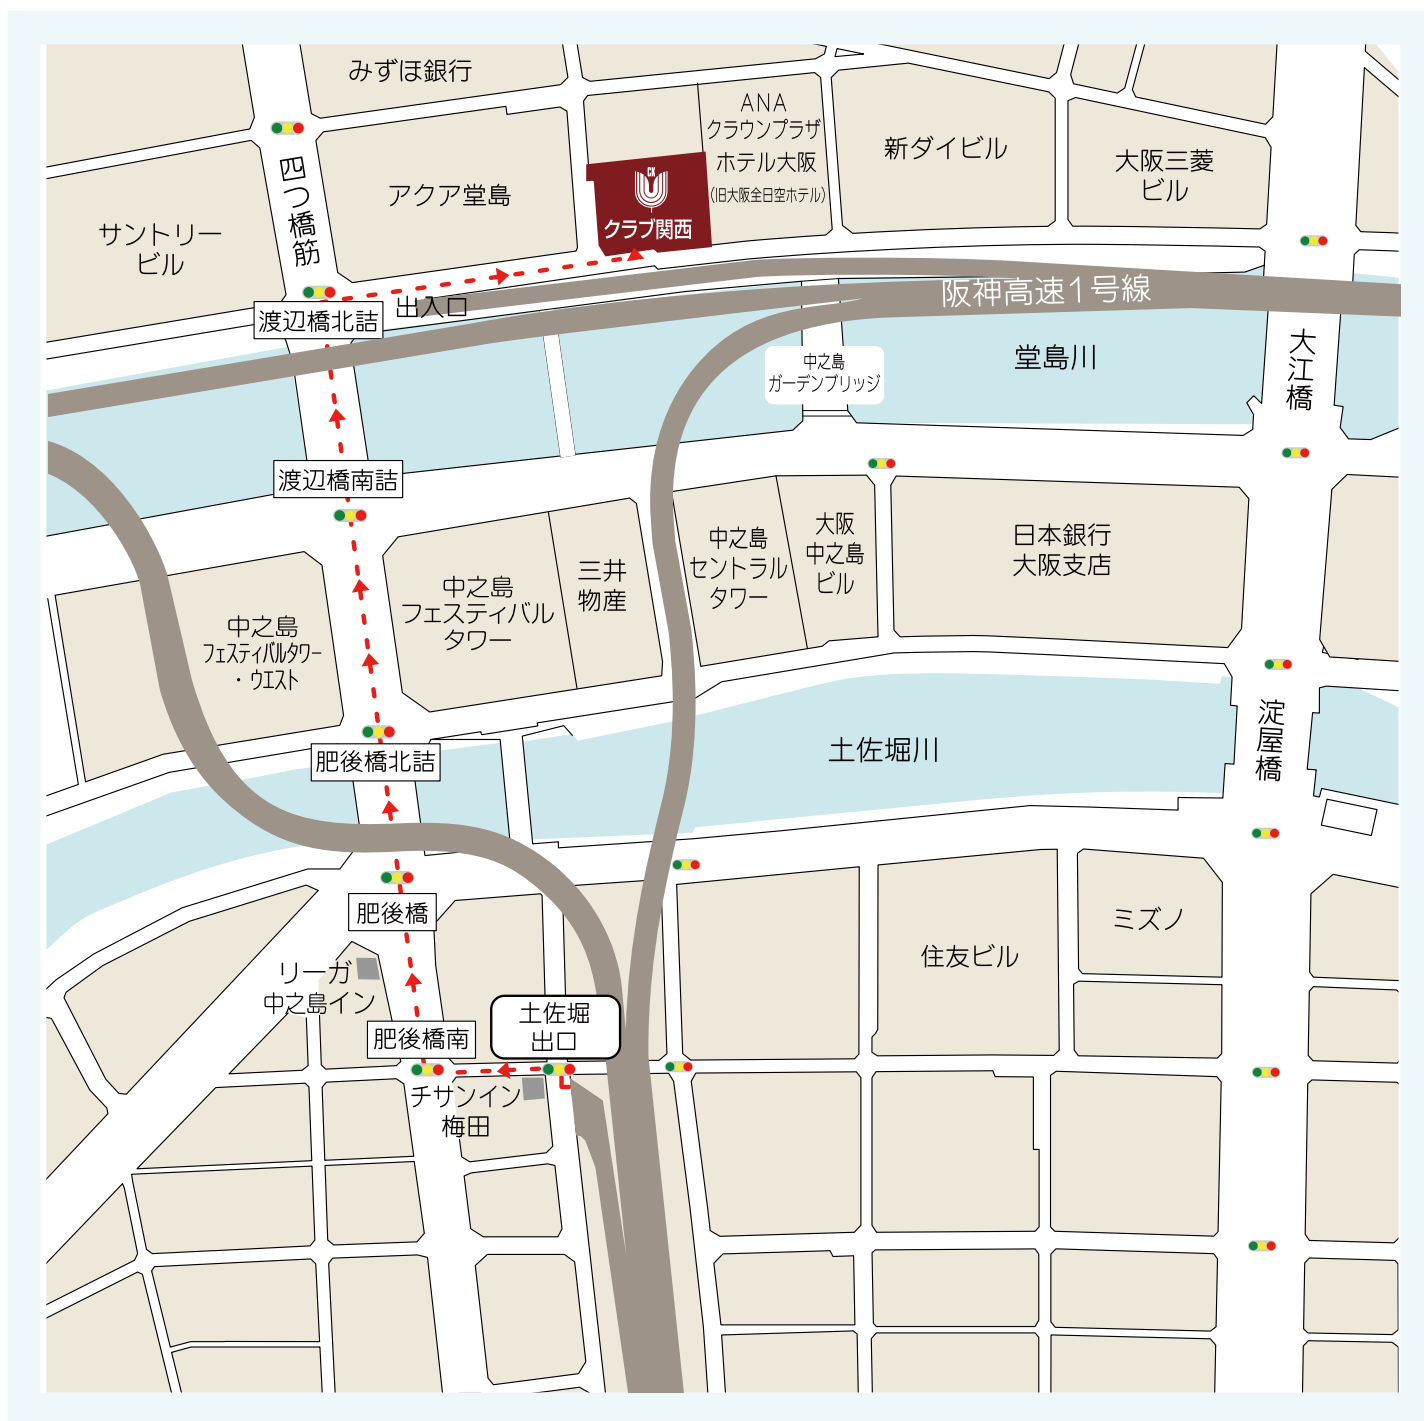 みずほ銀行
ANA
クラウンプラザ
ホテル大阪
(旧大阪全日空ホテル)
新ダイビル
大阪三菱
ビル
四つ橋筋
アクア堂島
CK
クラブ関西
サントリー
ビル
渡辺橋北詰
出入口
阪神高速1号線
中之島
ガーデンブリッジ
堂島川
大江橋
渡辺橋南詰
中之島
フェスティバルタワー
・ウエスト
中之島
フェスティバル
タワー
三井
物産
中之島
セントラル
タワー
大阪
中之島
ビル
日本銀行
大阪支店
肥後橋北詰
土佐堀川
淀屋橋
肥後橋
リーガ
中之島イン
肥後橋南
土佐堀
出口
チサンイン
梅田
住友ビル
ミズノ